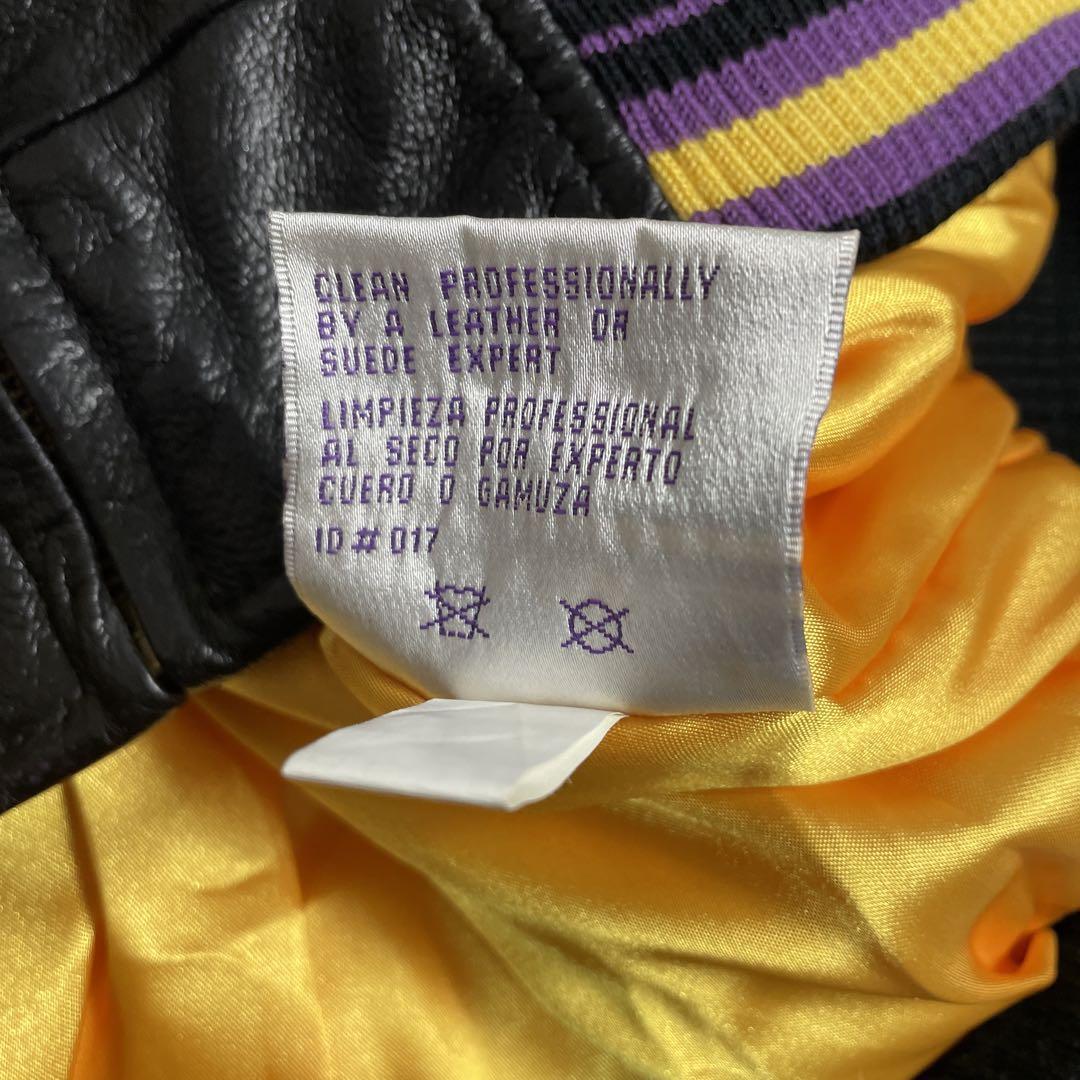 CLEAN PROFESSIONALLY
BY A LEATHER OR
SUEDE EXPERT
LIMPIEZA PROFESSIONAL
AL SECO POR EXPERTO
CUERO O GAMUZA
ID # 017